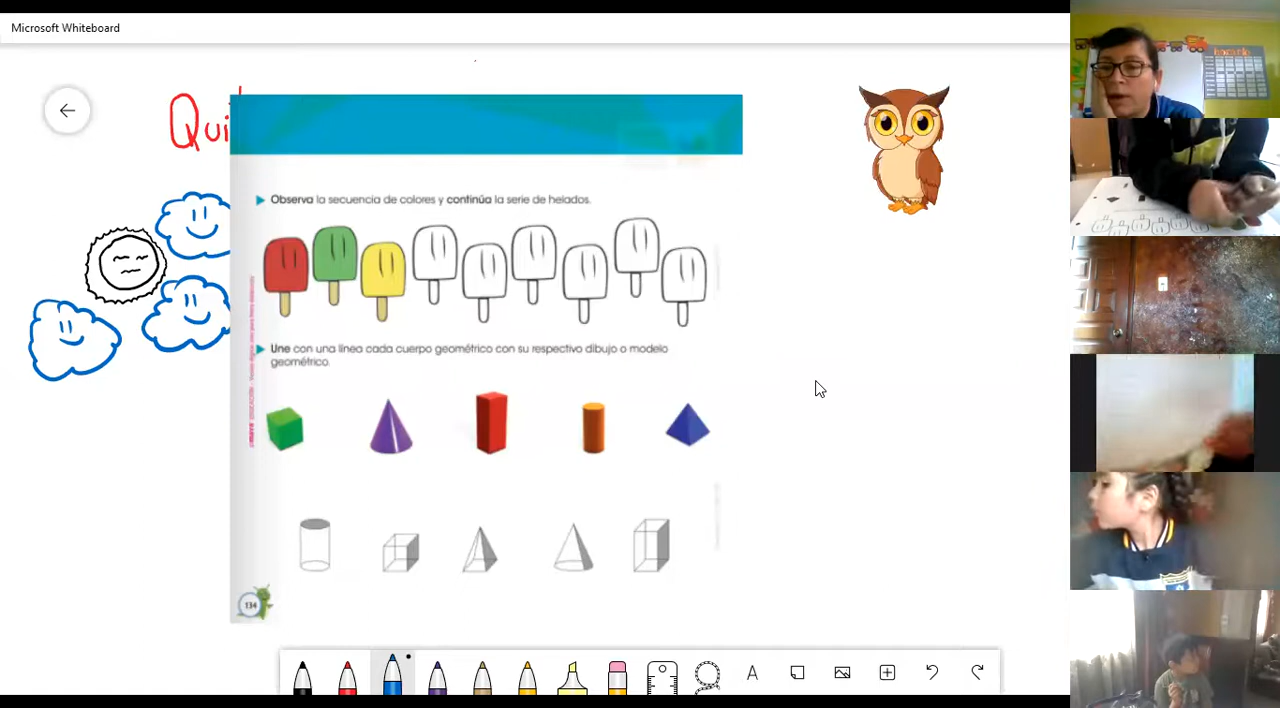 Microsoft Whiteboard
Qui
Observa la secuencia de colores y continúa la serie de helados.
Une con una línea cada cuerpo geométrico con su respectivo dibujo o modelo
geométrico.
134
A